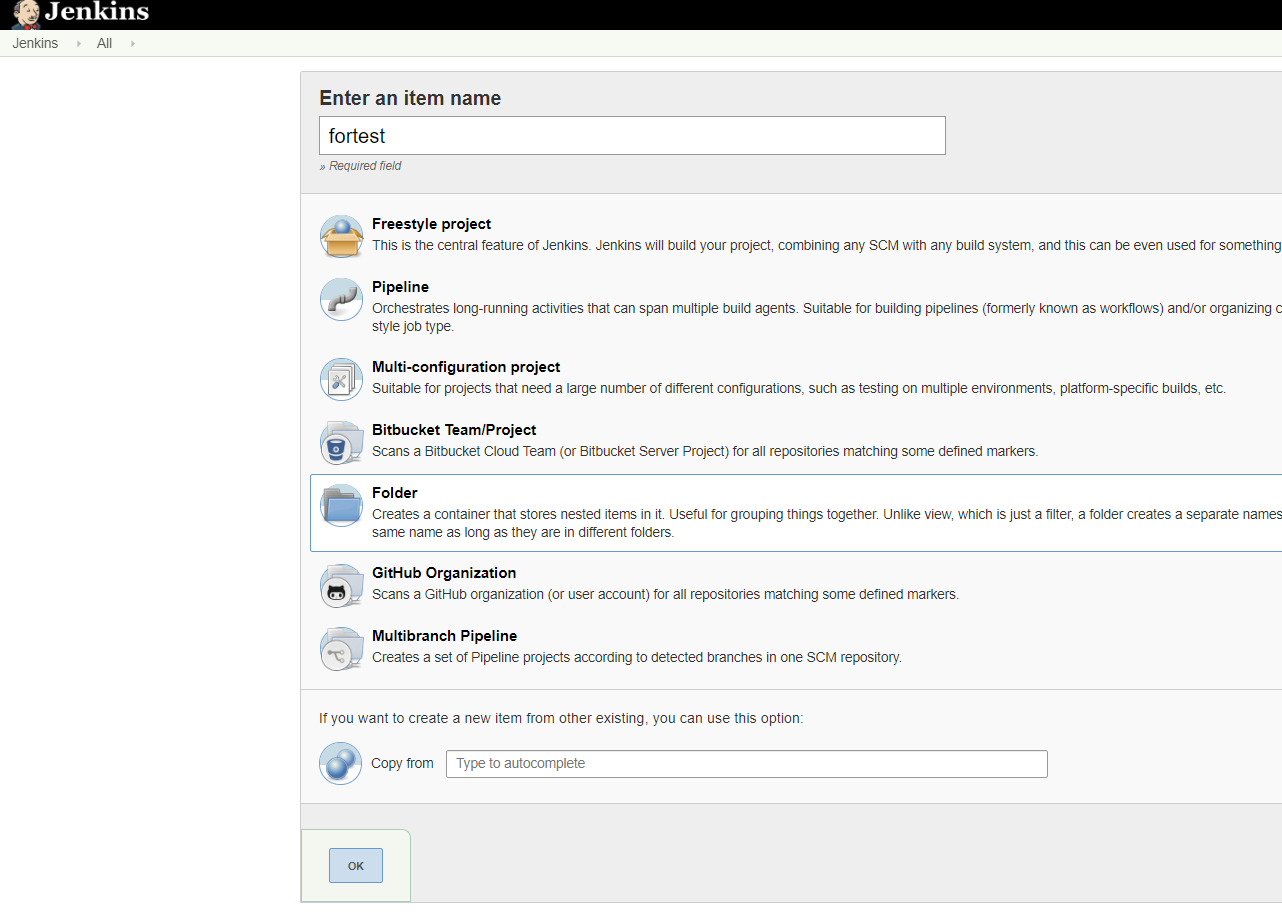 Jenkins
Jenkins All
Enter an item name
fortest
» Required field
Freestyle project
This is the central feature of Jenkins. Jenkins will build your project, combining any SCM with any build system, and this can be even used for something
Pipeline
Orchestrates long-running activities that can span multiple build agents. Suitable for building pipelines (formerly known as workflows) and/or organizing c
style job type.
Multi-configuration project
Suitable for projects that need a large number of different configurations, such as testing on multiple environments, platform-specific builds, etc.
Bitbucket Team/Project
Scans a Bitbucket Cloud Team (or Bitbucket Server Project) for all repositories matching some defined markers.
Folder
Creates a container that stores nested items in it. Useful for grouping things together. Unlike view, which is just a filter, a folder creates a separate names
same name as long as they are in different folders.
GitHub Organization
Scans a GitHub organization (or user account) for all repositories matching some defined markers.
Multibranch Pipeline
Creates a set of Pipeline projects according to detected branches in one SCM repository.
If you want to create a new item from other existing, you can use this option:
Copy from Type to autocomplete
OK